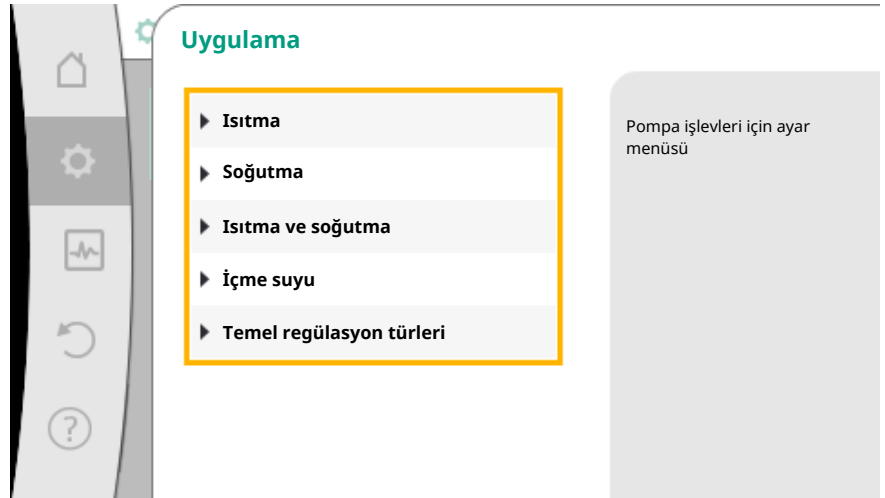 Uygulama
Isıtma
Soğutma
Isıtma ve soğutma
İçme suyu
Temel regülasyon türleri
Pompa işlevleri için ayar
menüsü
?